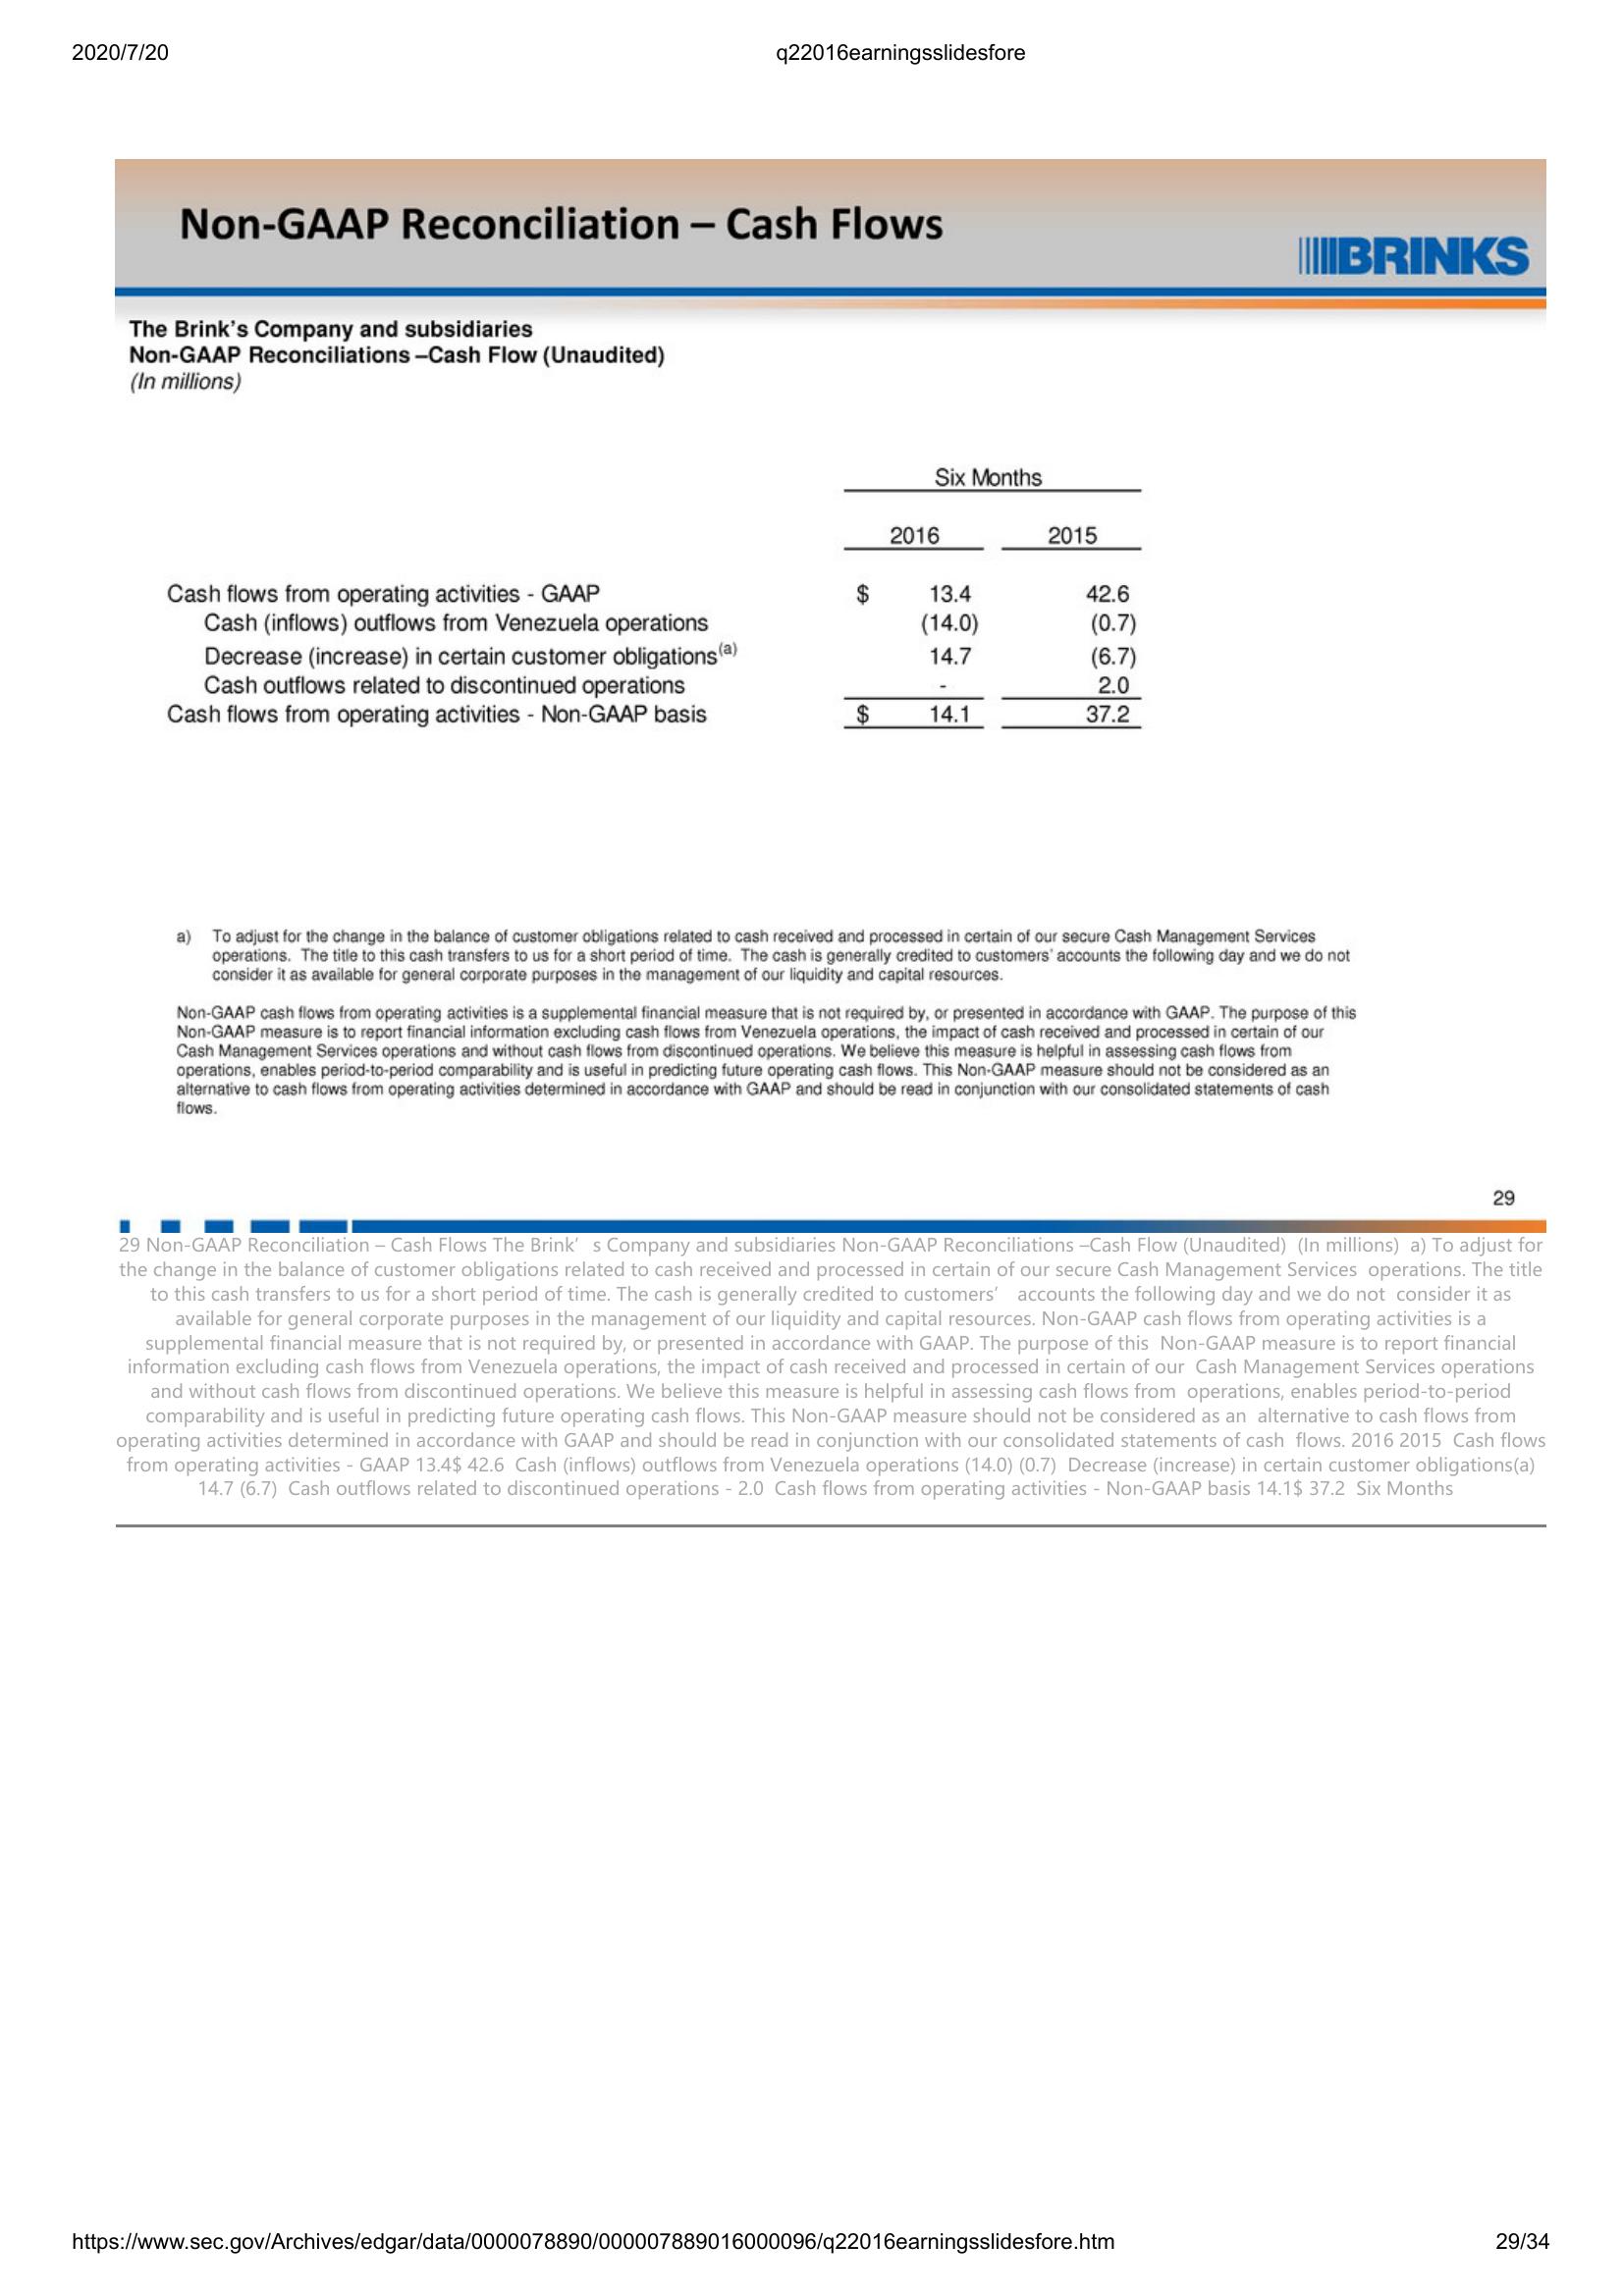 2020/7/20 q22016earningsslidesfore
Non-GAAP Reconciliation – Cash Flows
BRINKS
The Brink's Company and subsidiaries
Non-GAAP Reconciliations –Cash Flow (Unaudited)
(In millions)
Six Months
2016 2015
Cash flows from operating activities - GAAP $ 13.4 42.6
Cash (inflows) outflows from Venezuela operations (14.0) (0.7)
Decrease (increase) in certain customer obligations(a) 14.7 (6.7)
Cash outflows related to discontinued operations - 2.0
Cash flows from operating activities - Non-GAAP basis $ 14.1 37.2
a) To adjust for the change in the balance of customer obligations related to cash received and processed in certain of our secure Cash Management Services
operations. The title to this cash transfers to us for a short period of time. The cash is generally credited to customers' accounts the following day and we do not
consider it as available for general corporate purposes in the management of our liquidity and capital resources.
Non-GAAP cash flows from operating activities is a supplemental financial measure that is not required by, or presented in accordance with GAAP. The purpose of this
Non-GAAP measure is to report financial information excluding cash flows from Venezuela operations, the impact of cash received and processed in certain of our
Cash Management Services operations and without cash flows from discontinued operations. We believe this measure is helpful in assessing cash flows from
operations, enables period-to-period comparability and is useful in predicting future operating cash flows. This Non-GAAP measure should not be considered as an
alternative to cash flows from operating activities determined in accordance with GAAP and should be read in conjunction with our consolidated statements of cash
flows.
29
29 Non-GAAP Reconciliation – Cash Flows The Brink’ s Company and subsidiaries Non-GAAP Reconciliations –Cash Flow (Unaudited) (In millions) a) To adjust for
the change in the balance of customer obligations related to cash received and processed in certain of our secure Cash Management Services operations. The title
to this cash transfers to us for a short period of time. The cash is generally credited to customers’ accounts the following day and we do not consider it as
available for general corporate purposes in the management of our liquidity and capital resources. Non-GAAP cash flows from operating activities is a
supplemental financial measure that is not required by, or presented in accordance with GAAP. The purpose of this Non-GAAP measure is to report financial
information excluding cash flows from Venezuela operations, the impact of cash received and processed in certain of our Cash Management Services operations
and without cash flows from discontinued operations. We believe this measure is helpful in assessing cash flows from operations, enables period-to-period
comparability and is useful in predicting future operating cash flows. This Non-GAAP measure should not be considered as an alternative to cash flows from
operating activities determined in accordance with GAAP and should be read in conjunction with our consolidated statements of cash flows. 2016 2015 Cash flows
from operating activities - GAAP 13.4$ 42.6 Cash (inflows) outflows from Venezuela operations (14.0) (0.7) Decrease (increase) in certain customer obligations(a)
14.7 (6.7) Cash outflows related to discontinued operations - 2.0 Cash flows from operating activities - Non-GAAP basis 14.1$ 37.2 Six Months
https://www.sec.gov/Archives/edgar/data/0000078890/000007889016000096/q22016earningsslidesfore.htm 29/34